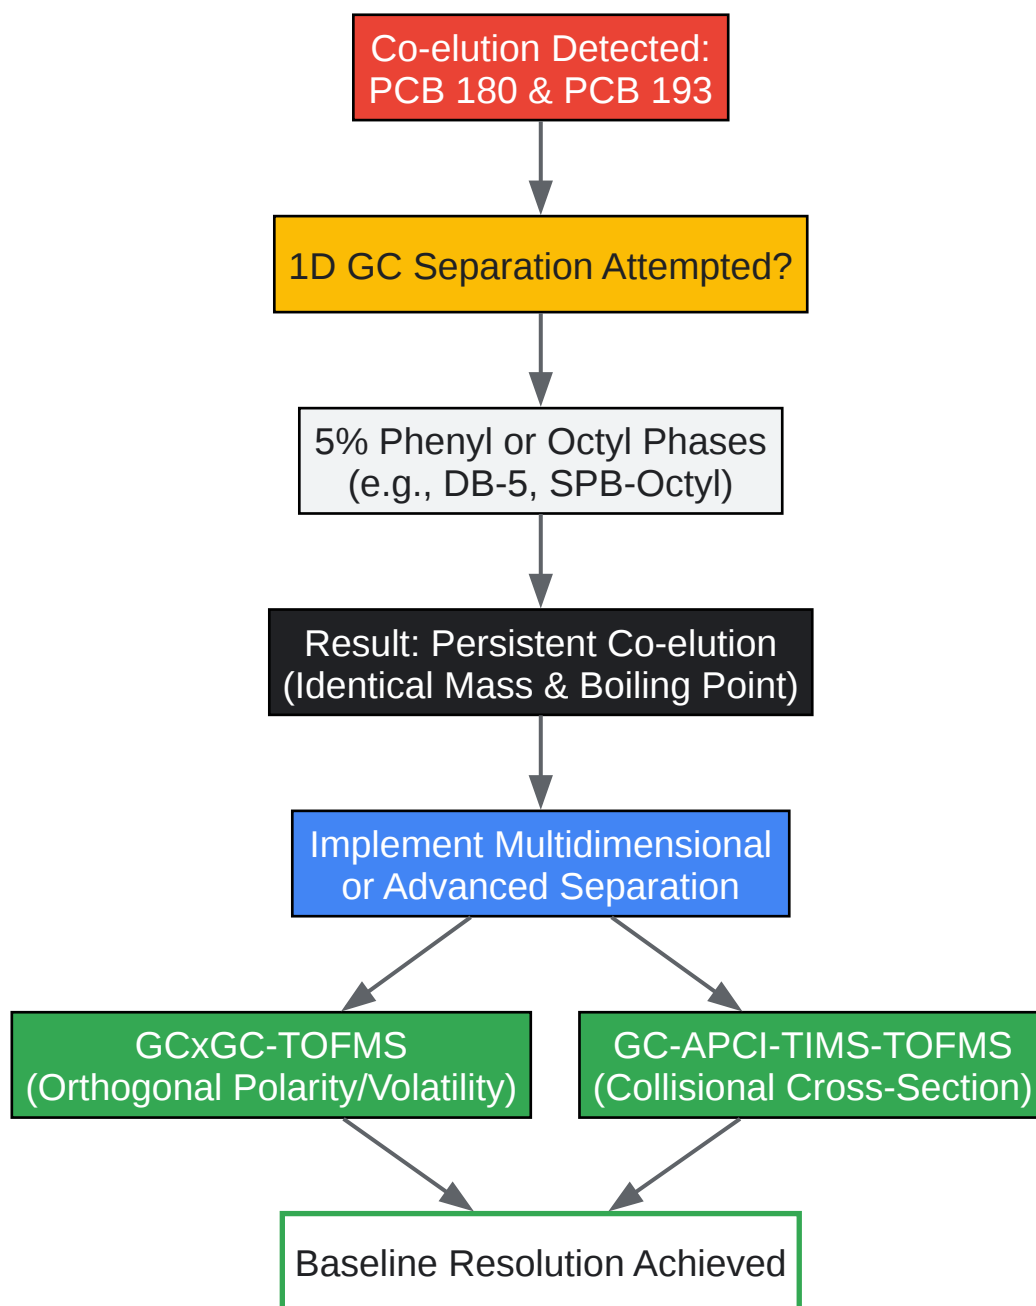 Co-elution Detected:
PCB 180 & PCB 193
1D GC Separation Attempted?
5% Phenyl or Octyl Phases
(e.g., DB-5, SPB-Octyl)
Result: Persistent Co-elution
(Identical Mass & Boiling Point)
Implement Multidimensional
or Advanced Separation
GCxGC-TOFMS
(Orthogonal Polarity/Volatility)
GC-APCI-TIMS-TOFMS
(Collisional Cross-Section)
Baseline Resolution Achieved